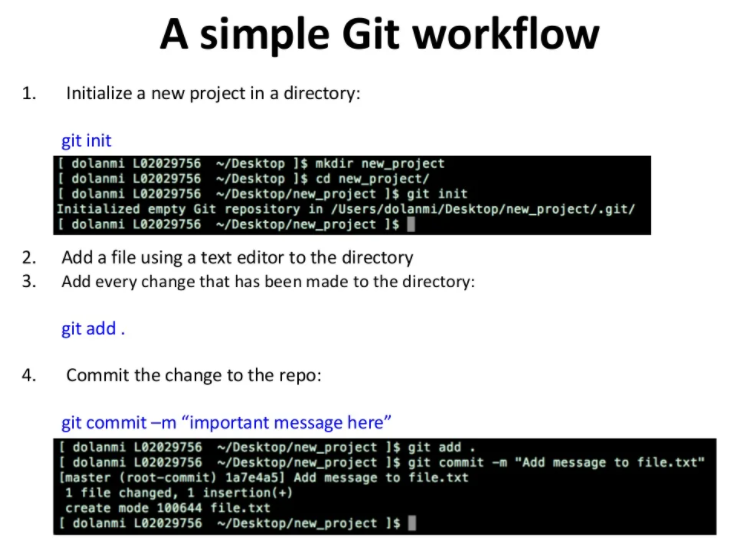 A simple Git workflow
1. Initialize a new project in a directory:
git init
[ dolanmi L02029756 ~/Desktop ]$ mkdir new_project
[ dolanmi L02029756 ~/Desktop ]$ cd new_project/
[ dolanmi L02029756 ~/Desktop/new_project ]$ git init
Initialized empty Git repository in /Users/dolanmi/Desktop/new_project/.git/
[ dolanmi L02029756 ~/Desktop/new_project ]$
2. Add a file using a text editor to the directory
3. Add every change that has been made to the directory:
git add .
4. Commit the change to the repo:
git commit –m “important message here”
[ dolanmi L02029756 ~/Desktop/new_project ]$ git add .
[ dolanmi L02029756 ~/Desktop/new_project ]$ git commit -m "Add message to file.txt"
[master (root-commit) 1a7e4a5] Add message to file.txt
1 file changed, 1 insertion(+)
create mode 100644 file.txt
[ dolanmi L02029756 ~/Desktop/new_project ]$